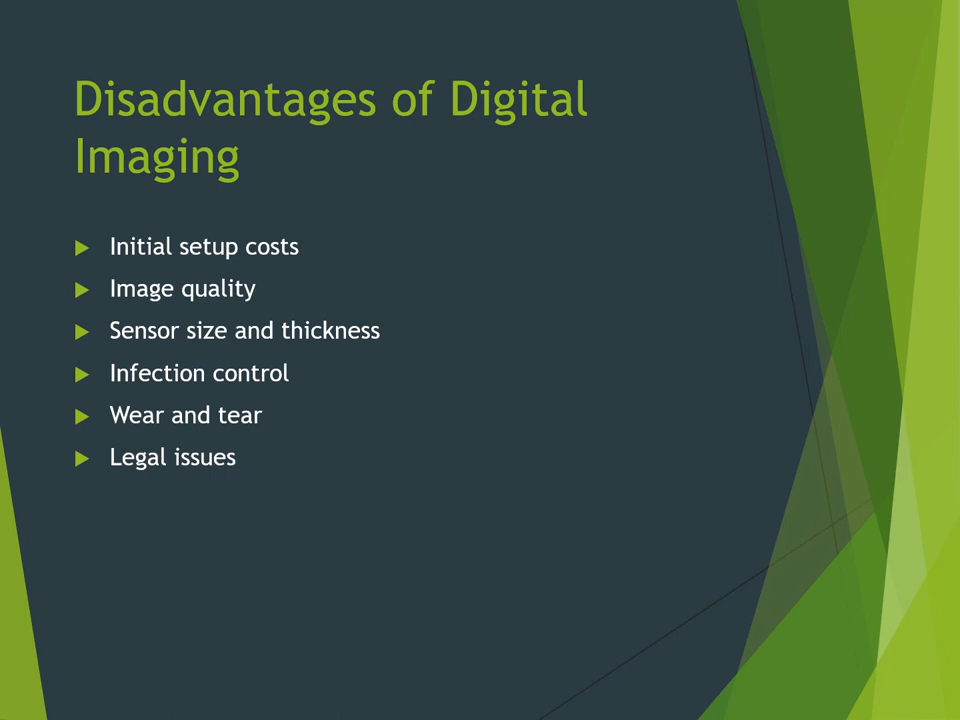 Disadvantages of Digital
Imaging
Initial setup costs
Image quality
Sensor size and thickness
Infection control
Wear and tear
Legal issues